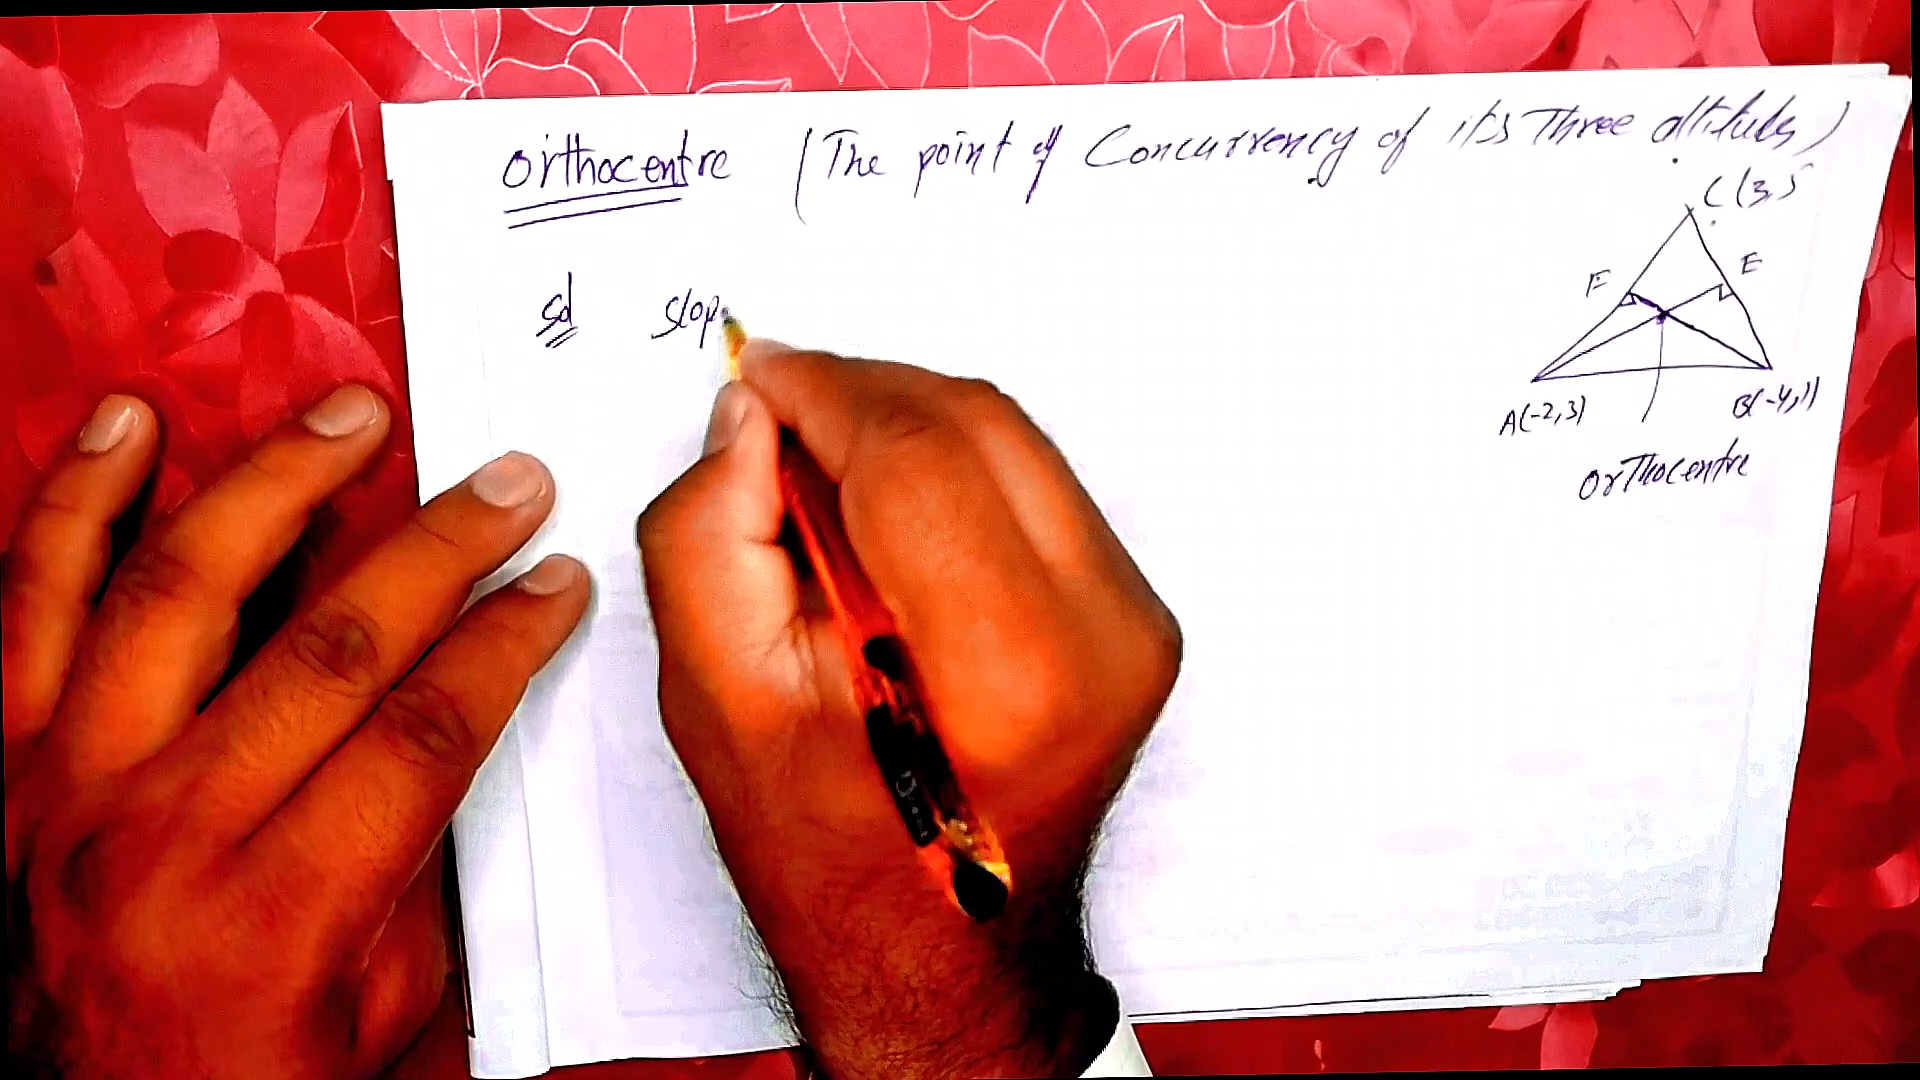 Orthocentre (The point of Concurrency of its Three altitudes)
C (3,5
F
E
Sol Slop
A(-2,3)
B(-4,1)
Orthocentre